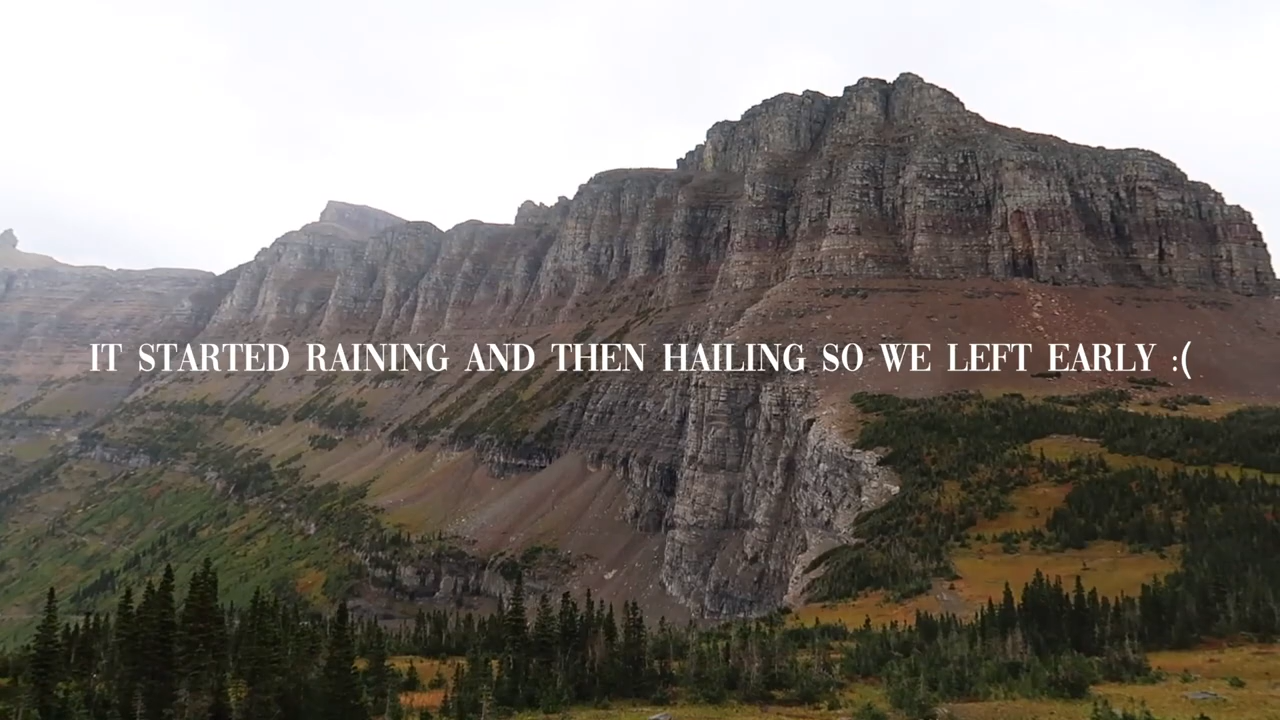 IT STARTED RAINING AND THEN HAILING SO WE LEFT EARLY :(